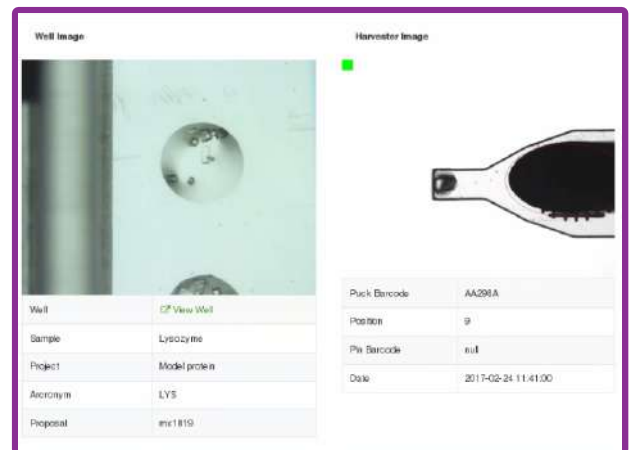 Well Image
Harvester Image
Well View Well
Sample Lysozyme
Project Model protein
Acronym LYS
Proposal mx1819
Puck Barcode AA298A
Position 9
Pin Barcode null
Date 2017-02-24 11:41:00